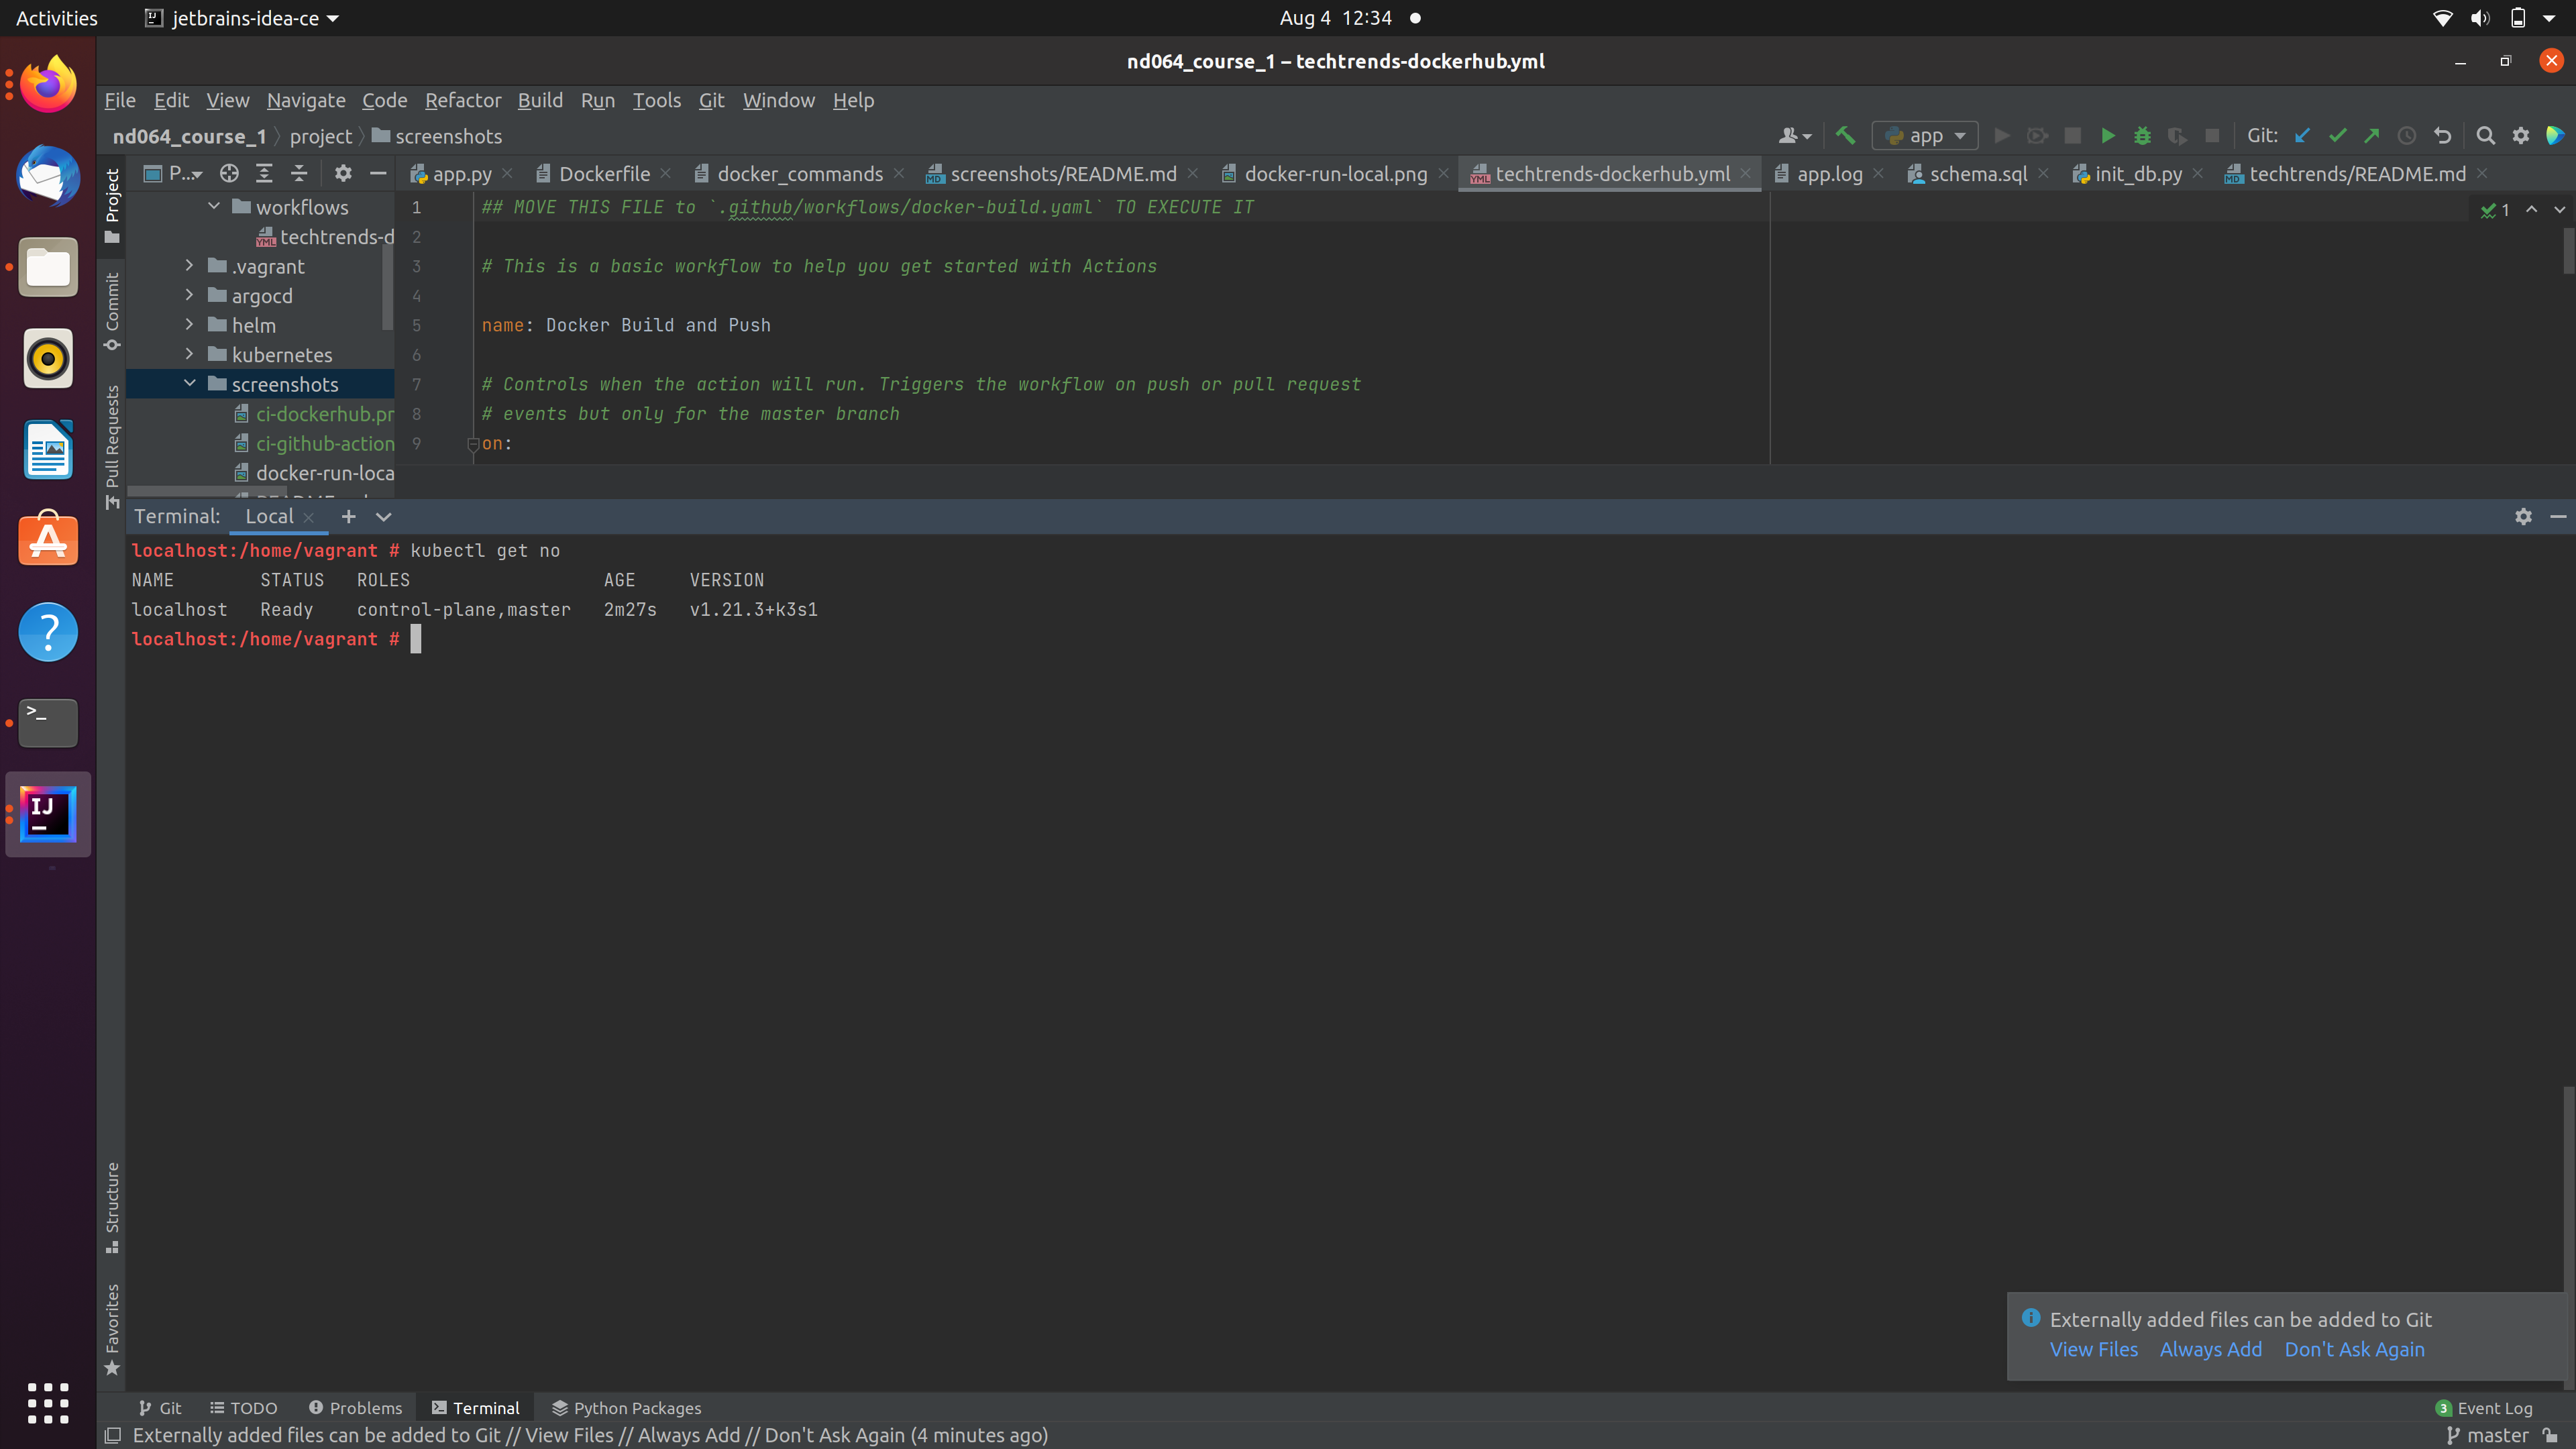 Activities
jetbrains-idea-ce
Aug 4 12:34
nd064_course_1 – techtrends-dockerhub.yml
File Edit View Navigate Code Refactor Build Run Tools Git Window Help
nd064_course_1 project screenshots
app
Git:
Project
Commit
Pull Requests
Structure
Favorites
P...
app.py Dockerfile docker_commands screenshots/README.md docker-run-local.png techtrends-dockerhub.yml app.log schema.sql init_db.py techtrends/README.md
workflows
techtrends-d
.vagrant
argocd
helm
kubernetes
screenshots
ci-dockerhub.pr
ci-github-action
docker-run-loca
1 ## MOVE THIS FILE to `.github/workflows/docker-build.yaml` TO EXECUTE IT
2
3 # This is a basic workflow to help you get started with Actions
4
5 name: Docker Build and Push
6
7 # Controls when the action will run. Triggers the workflow on push or pull request
8 # events but only for the master branch
9 on:
1
Terminal: Local
localhost:/home/vagrant # kubectl get no
NAME STATUS ROLES AGE VERSION
localhost Ready control-plane,master 2m27s v1.21.3+k3s1
localhost:/home/vagrant #
Externally added files can be added to Git
View Files Always Add Don't Ask Again
Git TODO Problems Terminal Python Packages
3 Event Log
Externally added files can be added to Git // View Files // Always Add // Don't Ask Again (4 minutes ago)
master